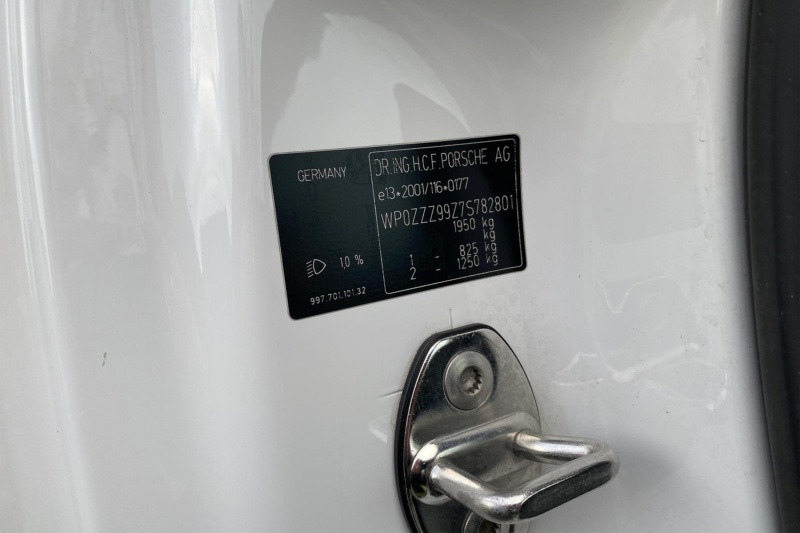 GERMANY
DR.ING.H.C.F.PORSCHE AG
e13*2001/116*0177
WP0ZZZ99Z7S782801
1950 kg
kg
1 - 825 kg
2 - 1250 kg
1,0 %
997.701.101.32